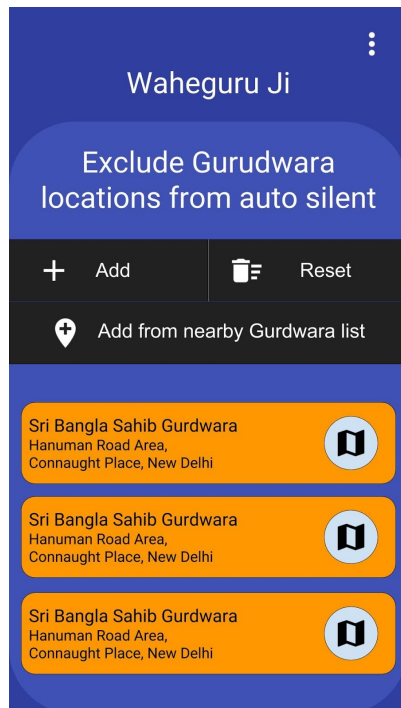 Waheguru Ji
Exclude Gurudwara
locations from auto silent
Add
Reset
Add from nearby Gurdwara list
Sri Bangla Sahib Gurdwara
Hanuman Road Area,
Connaught Place, New Delhi
Sri Bangla Sahib Gurdwara
Hanuman Road Area,
Connaught Place, New Delhi
Sri Bangla Sahib Gurdwara
Hanuman Road Area,
Connaught Place, New Delhi